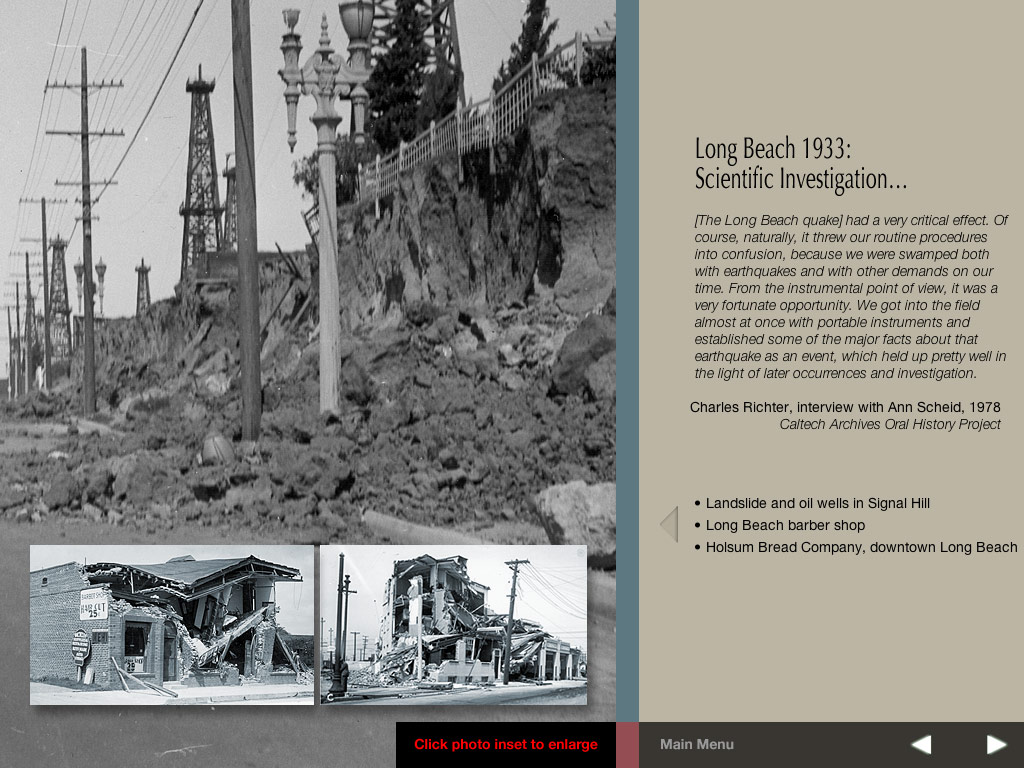 Long Beach 1933:
Scientific Investigation...
[The Long Beach quake] had a very critical effect. Of
course, naturally, it threw our routine procedures
into confusion, because we were swamped both
with earthquakes and with other demands on our
time. From the instrumental point of view, it was a
very fortunate opportunity. We got into the field
almost at once with portable instruments and
established some of the major facts about that
earthquake as an event, which held up pretty well in
the light of later occurrences and investigation.
Charles Richter, interview with Ann Scheid, 1978
Caltech Archives Oral History Project
• Landslide and oil wells in Signal Hill
• Long Beach barber shop
• Holsum Bread Company, downtown Long Beach
BARBER SHOP
HAIR CUT
25¢
Click photo inset to enlarge
Main Menu